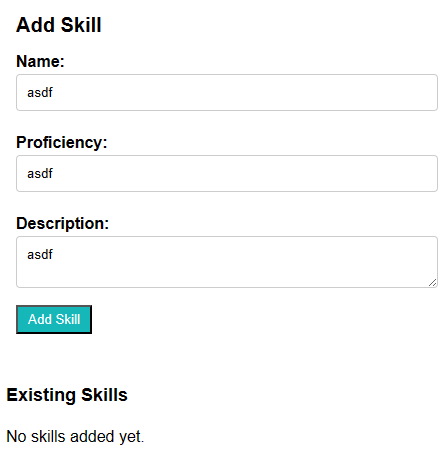 Add Skill
Name:
asdf
Proficiency:
asdf
Description:
asdf
Add Skill
Existing Skills
No skills added yet.